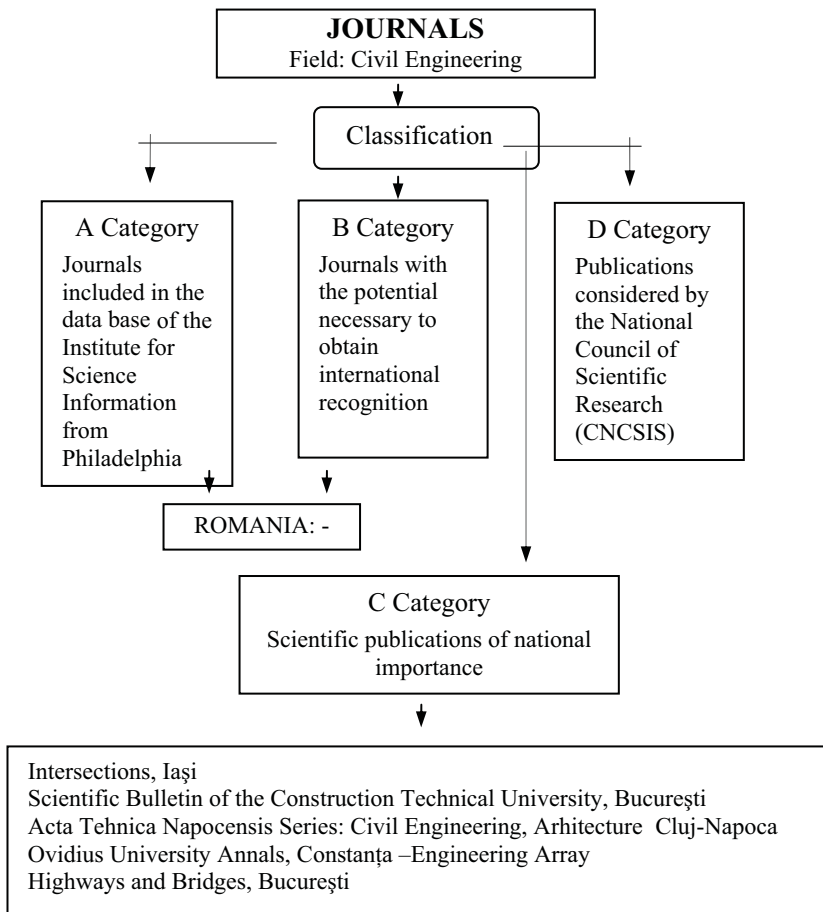 JOURNALS
Field: Civil Engineering
Classification
A Category
Journals
included in the
data base of the
Institute for
Science
Information
from
Philadelphia
B Category
Journals with
the potential
necessary to
obtain
international
recognition
D Category
Publications
considered by
the National
Council of
Scientific
Research
(CNCSIS)
ROMANIA: -
C Category
Scientific publications of national
importance
Intersections, Iaşi
Scientific Bulletin of the Construction Technical University, Bucureşti
Acta Tehnica Napocensis Series: Civil Engineering, Arhitecture  Cluj-Napoca
Ovidius University Annals, Constanța –Engineering Array
Highways and Bridges, Bucureşti